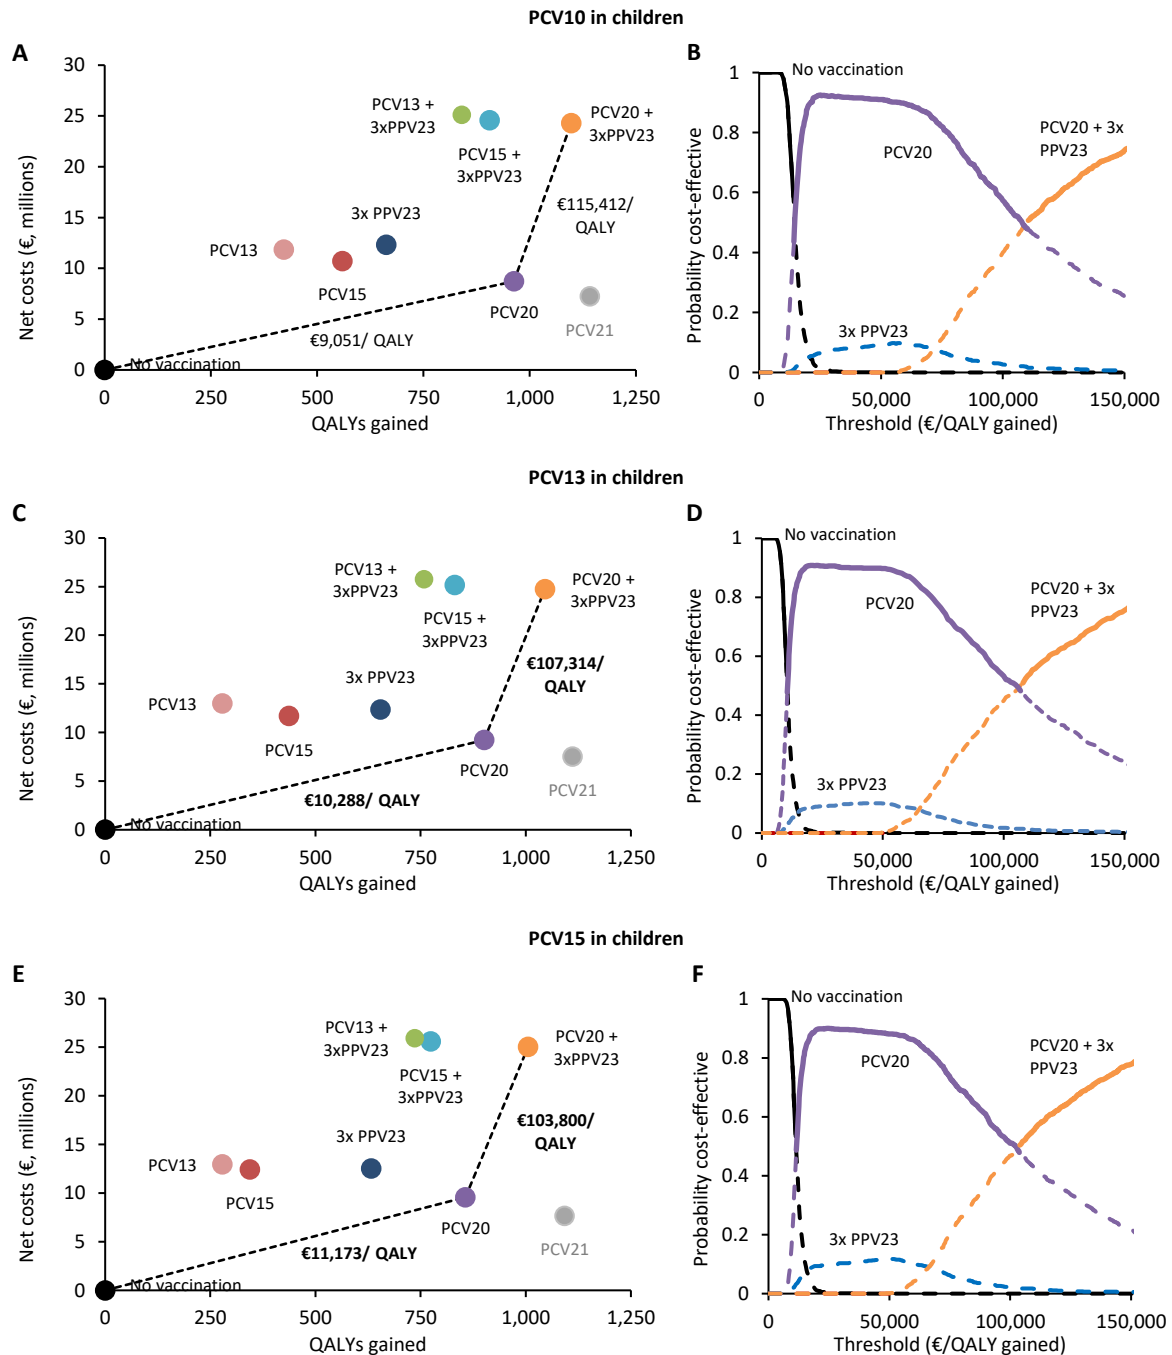 PCV10 in children
A
B
30
25
20
15
10
5
0
Net costs (€, millions)
PCV13 +
3xPPV23
PCV15 +
3xPPV23
PCV20 +
3xPPV23
€115,412/
QALY
3x PPV23
PCV13
PCV15
PCV20
PCV21
€9,051/ QALY
No vaccination
0
250
500
750
1,000
1,250
QALYs gained
1
0.8
0.6
0.4
0.2
0
Probability cost-effective
No vaccination
PCV20 + 3x
PPV23
PCV20
3x PPV23
0
50,000
100,000
150,000
Threshold (€/QALY gained)
PCV13 in children
C
D
30
25
20
15
10
5
0
Net costs (€, millions)
PCV13 +
3xPPV23
PCV15 +
3xPPV23
PCV20 +
3xPPV23
€107,314/
QALY
3x PPV23
PCV13
PCV15
PCV20
PCV21
€10,288/ QALY
No vaccination
0
250
500
750
1,000
1,250
QALYs gained
1
0.8
0.6
0.4
0.2
0
Probability cost-effective
No vaccination
PCV20 + 3x
PPV23
PCV20
3x PPV23
0
50,000
100,000
150,000
Threshold (€/QALY gained)
PCV15 in children
E
F
30
25
20
15
10
5
0
Net costs (€, millions)
PCV13 +
3xPPV23
PCV15 +
3xPPV23
PCV20 +
3xPPV23
€103,800/
QALY
3x PPV23
PCV13
PCV15
PCV20
PCV21
€11,173/ QALY
No vaccination
0
250
500
750
1,000
1,250
QALYs gained
1
0.8
0.6
0.4
0.2
0
Probability cost-effective
No vaccination
PCV20 + 3x
PPV23
PCV20
3x PPV23
0
50,000
100,000
150,000
Threshold (€/QALY gained)